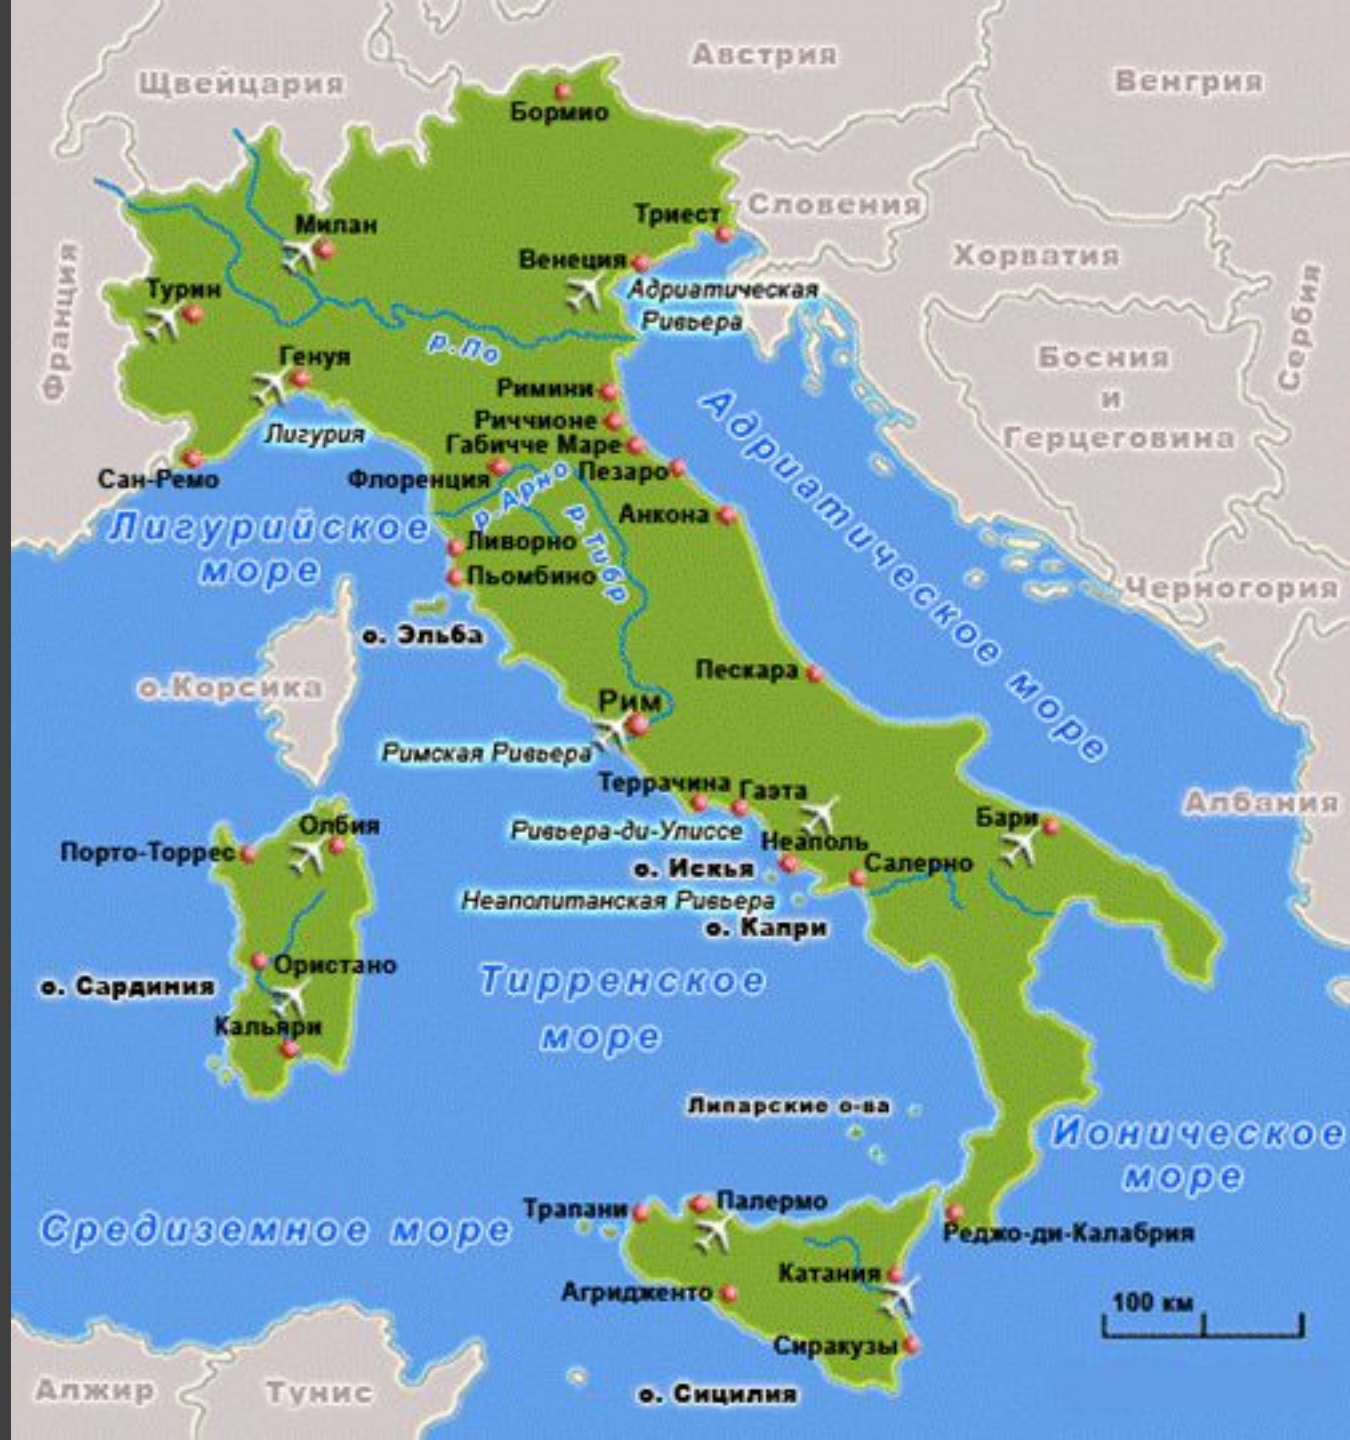 Австрия
Щвейцария
Венгрия
Бормио
Словения
Триест
Милан
Хорватия
Венеция
Франция
Турин
Адриатическая
Ривьера
Сербия
р.По
Генуя
Босния
и
Герцеговина
Римини
Риччионе
Лигурия
Габичче Маре
Адриатическое море
Сан-Ремо
Флоренция
Пезаро
р.Арно
Анкона
р.Тибр
Лигурийское
море
Ливорно
Пьомбино
Черногория
о. Эльба
Пескара
о.Корсика
Рим
Римская Ривьера
Террачина
Гаэта
Албания
Бари
Олбия
Ривьера-ди-Улиссе
Неаполь
Порто-Торрес
о. Искья
Салерно
Неаполитанская Ривьера
о. Капри
Ористано
о. Сардиния
Тирренское
море
Кальяри
Липарские о-ва
Ионическое
море
Трапани
Палермо
Средиземное море
Реджо-ди-Калабрия
Катания
Агридженто
100 км
Сиракузы
Алжир
Тунис
о. Сицилия